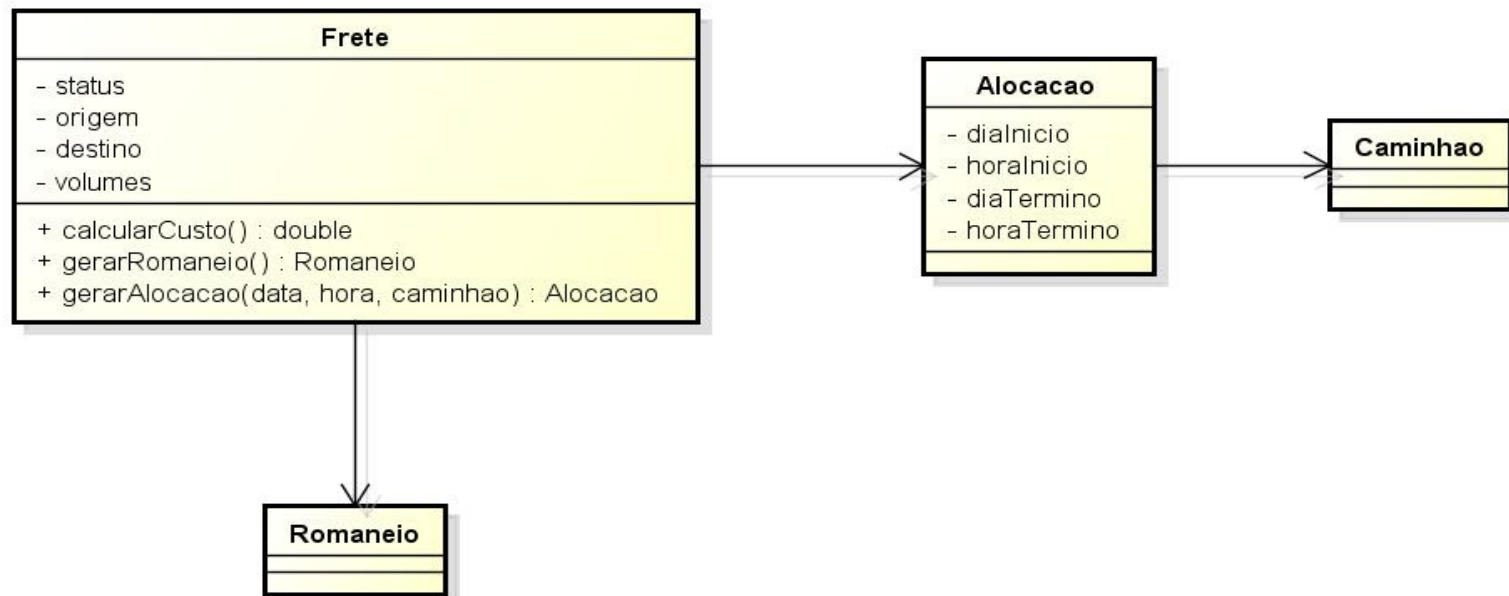 Frete
- status
- origem
- destino
- volumes
+ calcularCusto() : double
+ gerarRomaneio() : Romaneio
+ gerarAlocacao(data, hora, caminhao) : Alocacao
Alocacao
- diaInicio
- horaInicio
- diaTermino
- horaTermino
Caminhao
Romaneio